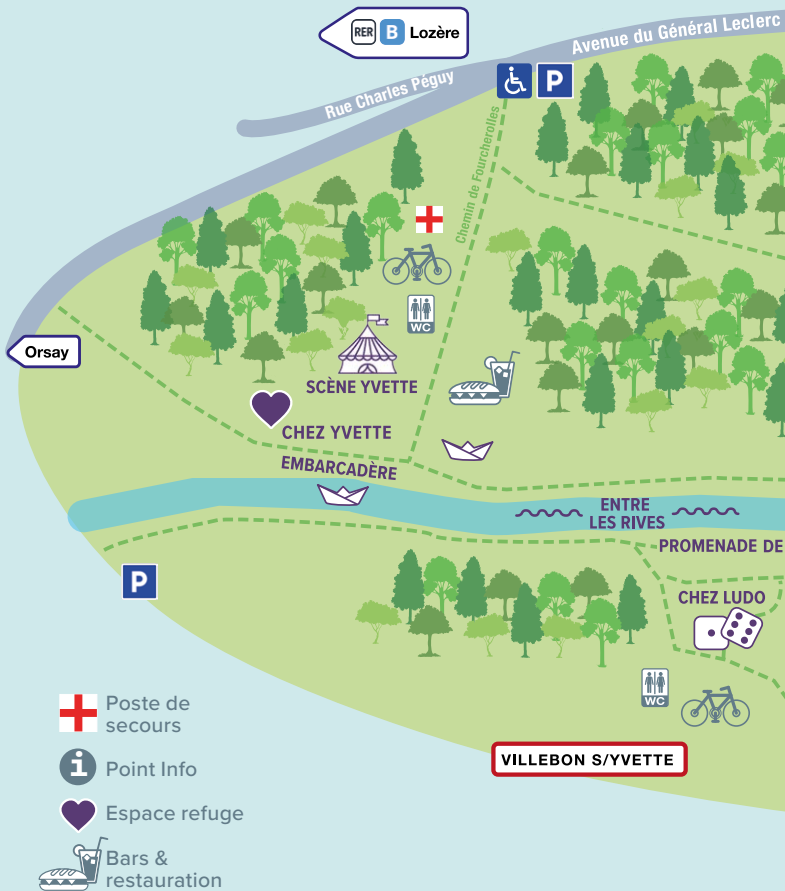 RER B Lozère
Avenue du Général Leclerc
Rue Charles Péguy
P
Chemin de Fourcherolles
WC
Orsay
SCÈNE YVETTE
CHEZ YVETTE
EMBARCADÈRE
ENTRE
LES RIVES
PROMENADE DE
P
CHEZ LUDO
WC
VILLEBON S/YVETTE
Poste de
secours
i Point Info
Espace refuge
Bars &
restauration